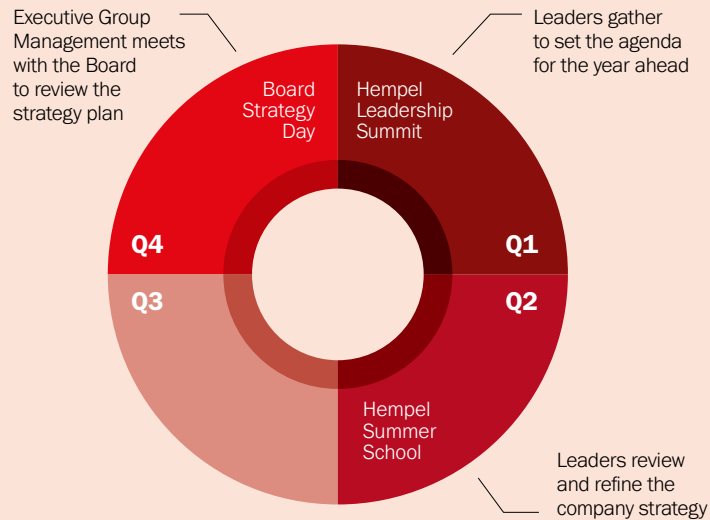 Executive Group
Management meets
with the Board
to review the
strategy plan
Leaders gather
to set the agenda
for the year ahead
Board
Strategy
Day
Hempel
Leadership
Summit
Q4
Q1
Q3
Q2
Hempel
Summer
School
Leaders review
and refine the
company strategy